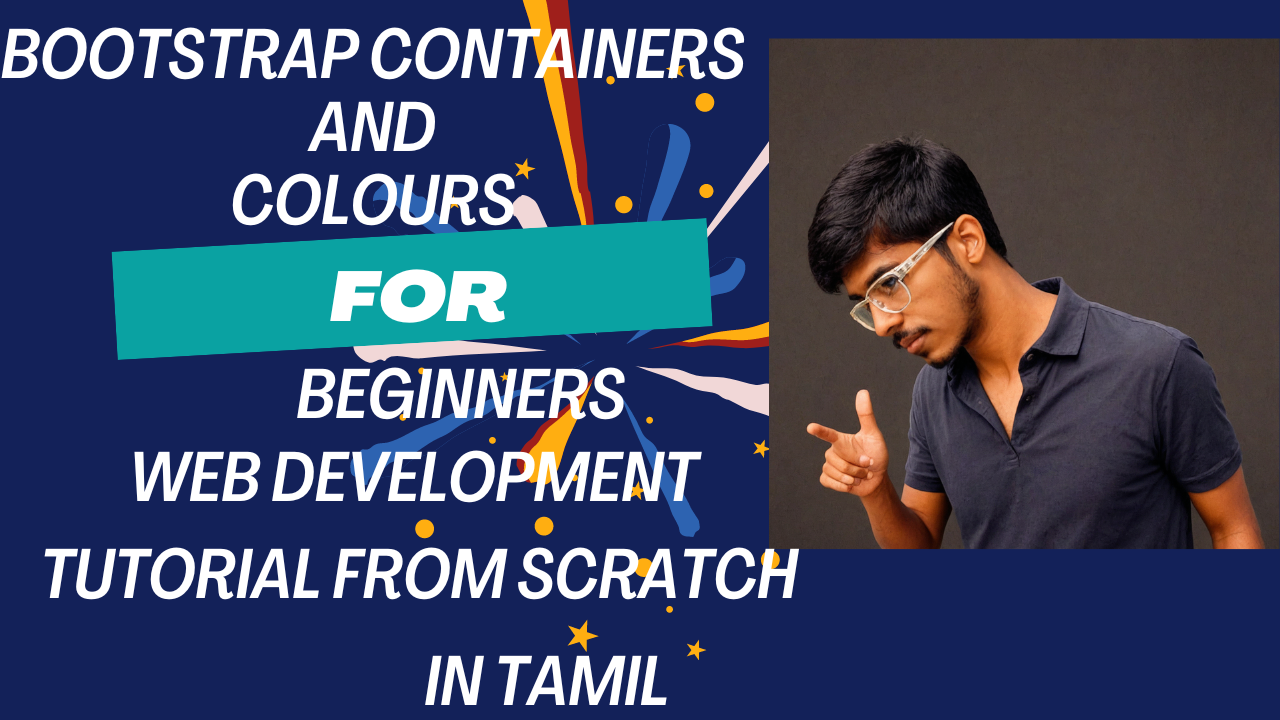 BOOTSTRAP CONTAINERS
AND
COLOURS
FOR
BEGINNERS
WEB DEVELOPMENT
TUTORIAL FROM SCRATCH
IN TAMIL